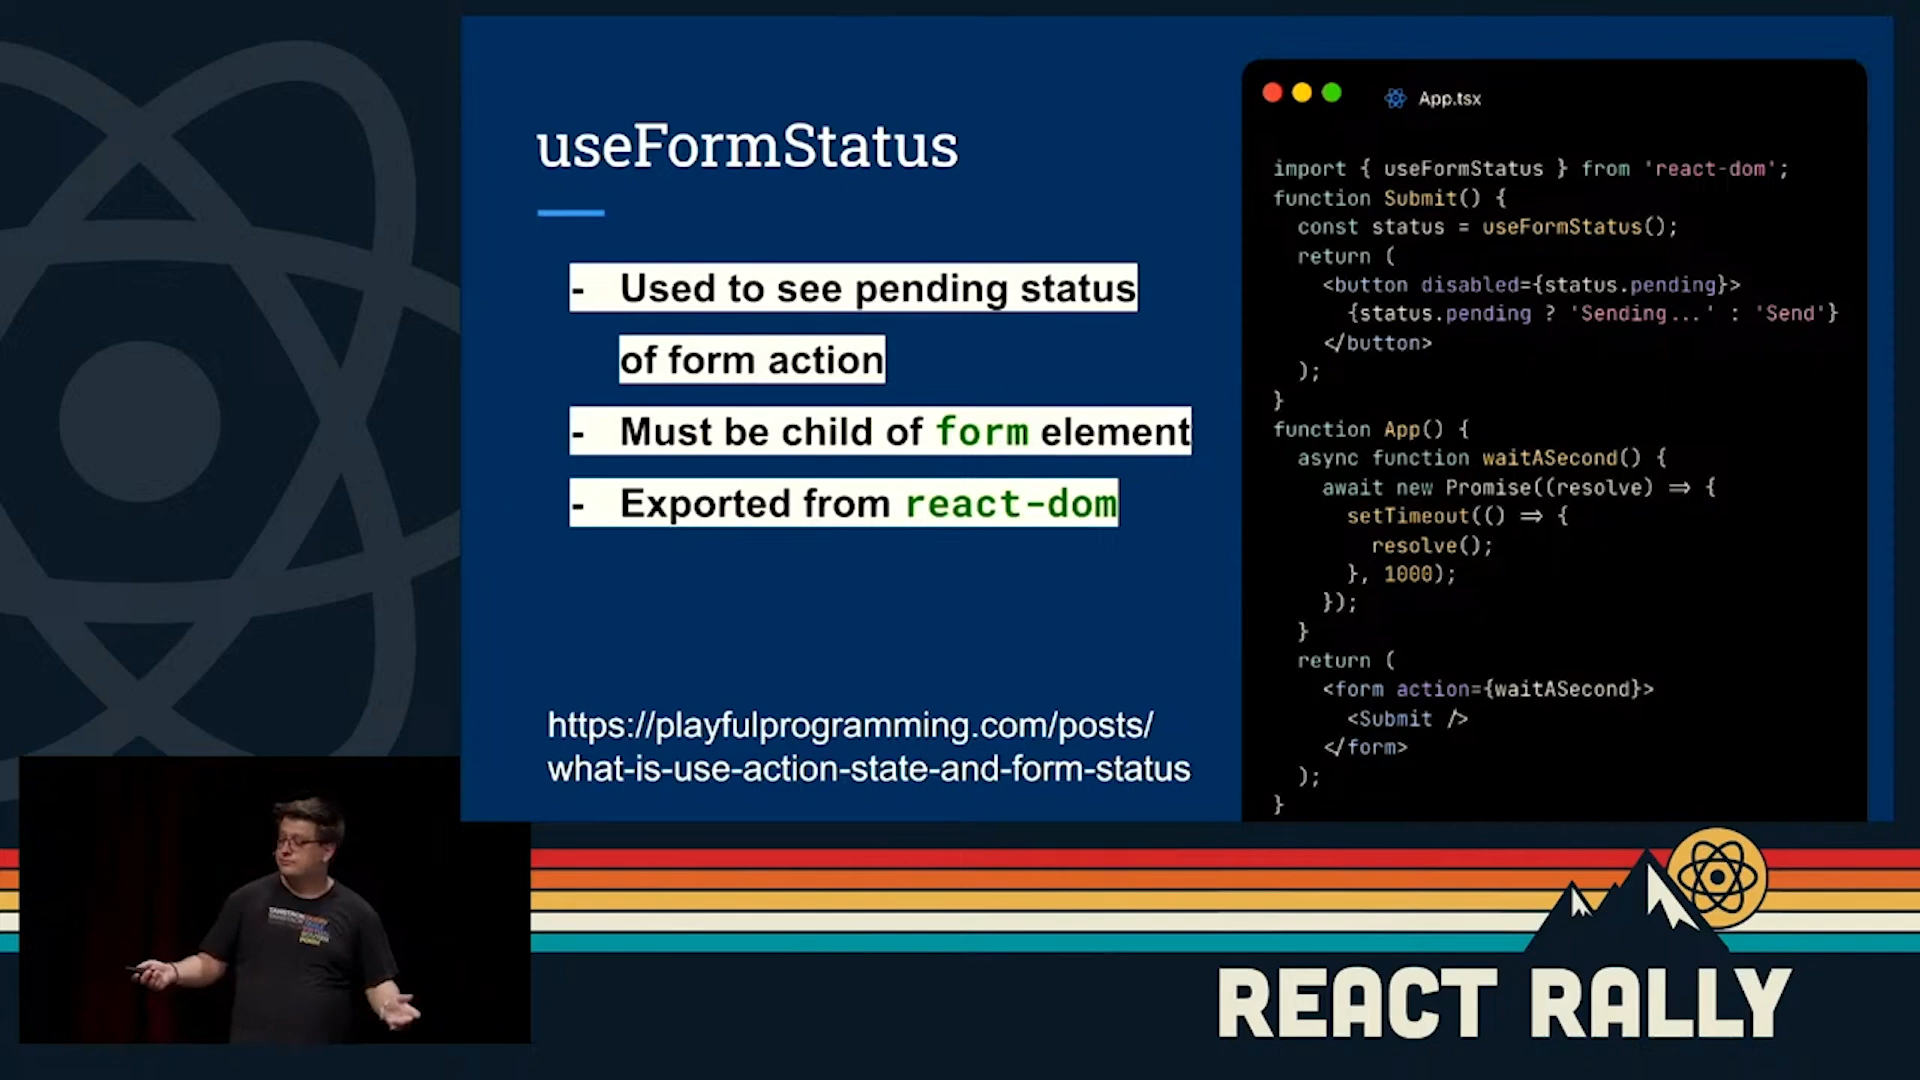 useFormStatus
- Used to see pending status
of form action
- Must be child of form element
- Exported from react-dom
https://playfulprogramming.com/posts/
what-is-use-action-state-and-form-status
App.tsx
import { useFormStatus } from 'react-dom';
function Submit() {
  const status = useFormStatus();
  return (
    <button disabled={status.pending}>
      {status.pending ? 'Sending...' : 'Send'}
    </button>
  );
}
function App() {
  async function waitASecond() {
    await new Promise((resolve) => {
      setTimeout(() => {
        resolve();
      }, 1000);
    });
  }
  return (
    <form action={waitASecond}>
      <Submit />
    </form>
  );
}
REACT RALLY